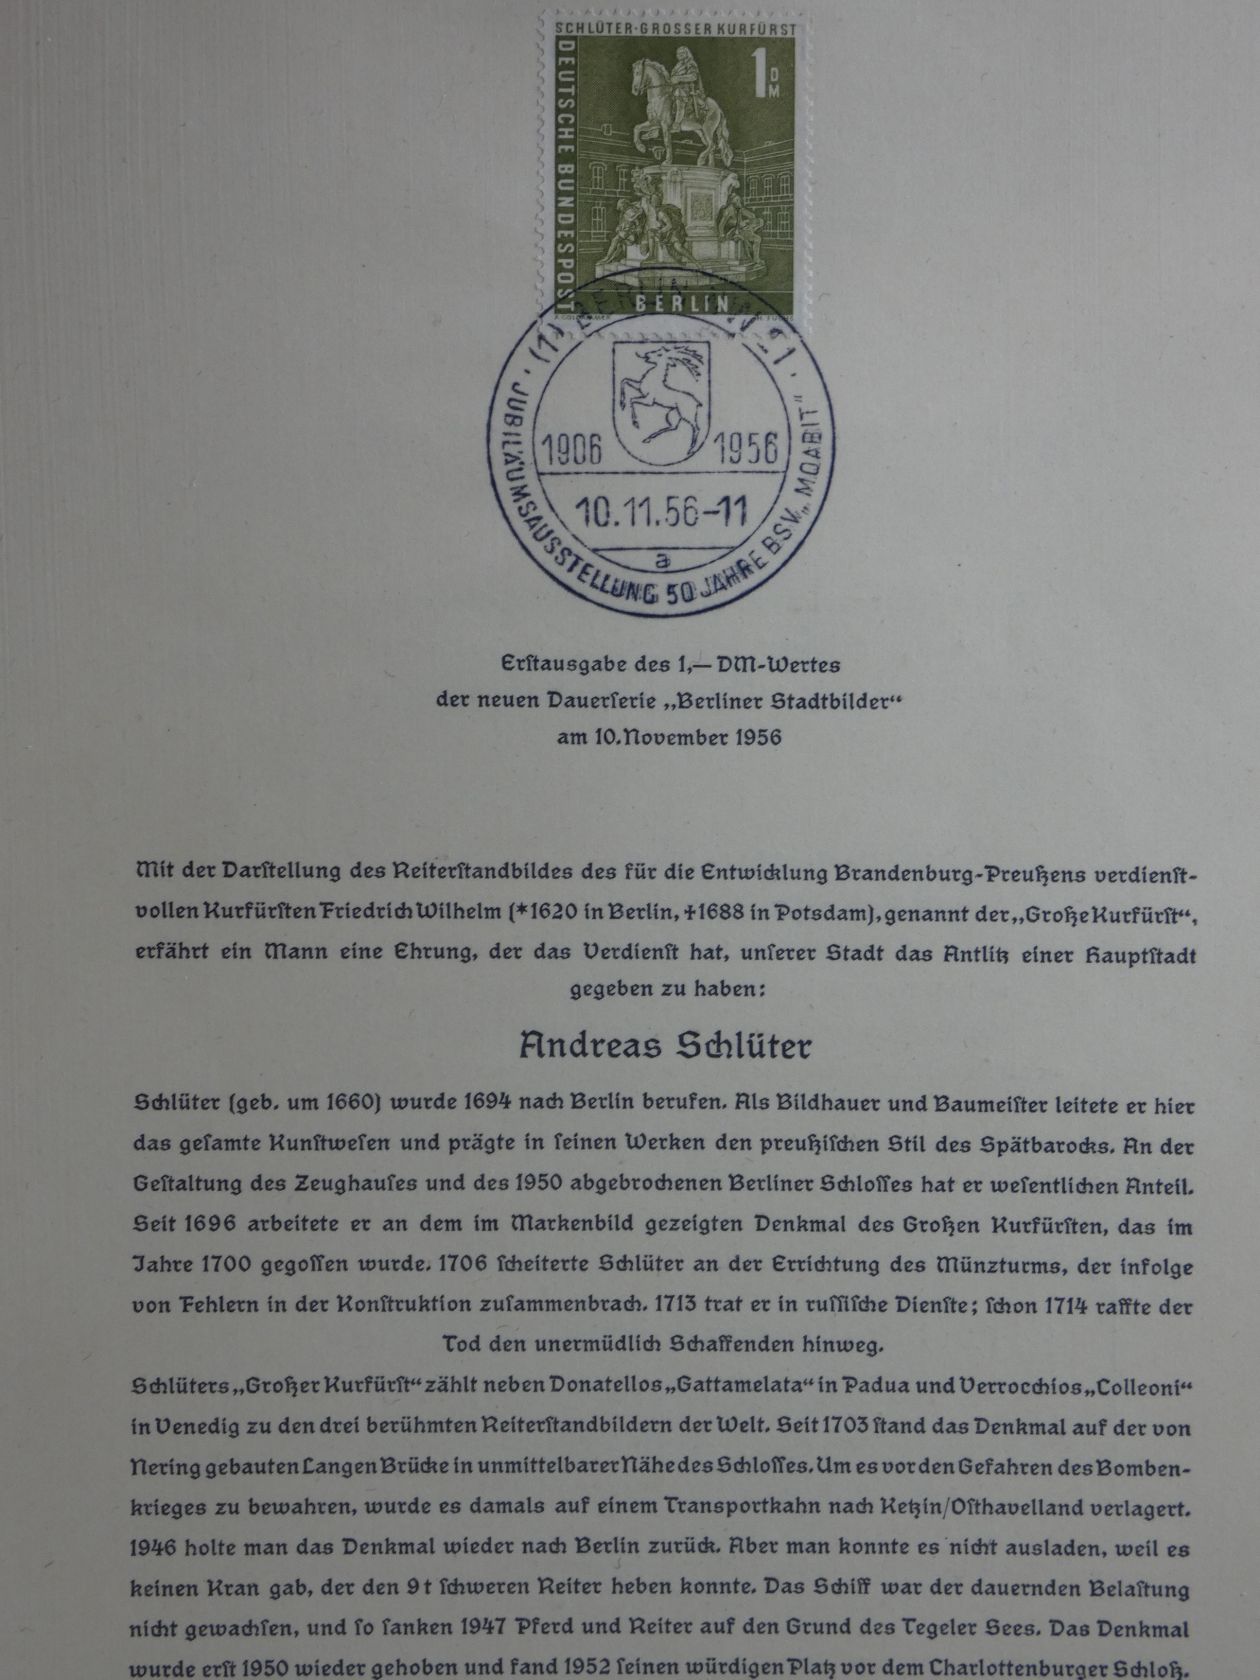 SCHLÜTER·GROSSER KURFÜRST
1 DM
DEUTSCHE BUNDESPOST
BERLIN
(1) BERLIN NW 21
1906 1956
10.11.56-11
a
JUBILÄUMSAUSSTELLUNG 50 JAHRE B.S.V. „MOABIT"
Erſtausgabe des 1,— DM-Wertes
der neuen Dauerſerie „Berliner Stadtbilder“
am 10. November 1956
Mit der Darſtellung des Reiterſtandbildes des für die Entwicklung Brandenburg-Preußens verdienſt-
vollen Kurfürſten Friedrich Wilhelm (*1620 in Berlin, +1688 in Potsdam), genannt der „Große Kurfürſt“,
erfährt ein Mann eine Ehrung, der das Verdienſt hat, unſerer Stadt das Antlitz einer Hauptſtadt
gegeben zu haben:
Andreas Schlüter
Schlüter (geb. um 1660) wurde 1694 nach Berlin berufen. Als Bildhauer und Baumeiſter leitete er hier
das geſamte Kunſtweſen und prägte in ſeinen Werken den preußiſchen Stil des Spätbarocks. An der
Geſtaltung des Zeughauſes und des 1950 abgebrochenen Berliner Schloſſes hat er weſentlichen Anteil.
Seit 1696 arbeitete er an dem im Markenbild gezeigten Denkmal des Großen Kurfürſten, das im
Jahre 1700 gegoſſen wurde. 1706 ſcheiterte Schlüter an der Errichtung des Münzturms, der infolge
von Fehlern in der Konſtruktion zuſammenbrach. 1713 trat er in ruſſiſche Dienſte; ſchon 1714 raffte der
Tod den unermüdlich Schaffenden hinweg.
Schlüters „Großer Kurfürſt“ zählt neben Donatellos „Gattamelata“ in Padua und Verrocchios „Colleoni“
in Venedig zu den drei berühmten Reiterſtandbildern der Welt. Seit 1703 ſtand das Denkmal auf der von
Nering gebauten Langen Brücke in unmittelbarer Nähe des Schloſſes. Um es vor den Gefahren des Bomben-
krieges zu bewahren, wurde es damals auf einem Transportkahn nach Ketzin/Oſthavelland verlagert.
1946 holte man das Denkmal wieder nach Berlin zurück. Aber man konnte es nicht ausladen, weil es
keinen Kran gab, der den 9 t ſchweren Reiter heben konnte. Das Schiff war der dauernden Belaſtung
nicht gewachſen, und ſo ſanken 1947 Pferd und Reiter auf den Grund des Tegeler Sees. Das Denkmal
wurde erſt 1950 wieder gehoben und fand 1952 ſeinen würdigen Platz vor dem Charlottenburger Schloß.